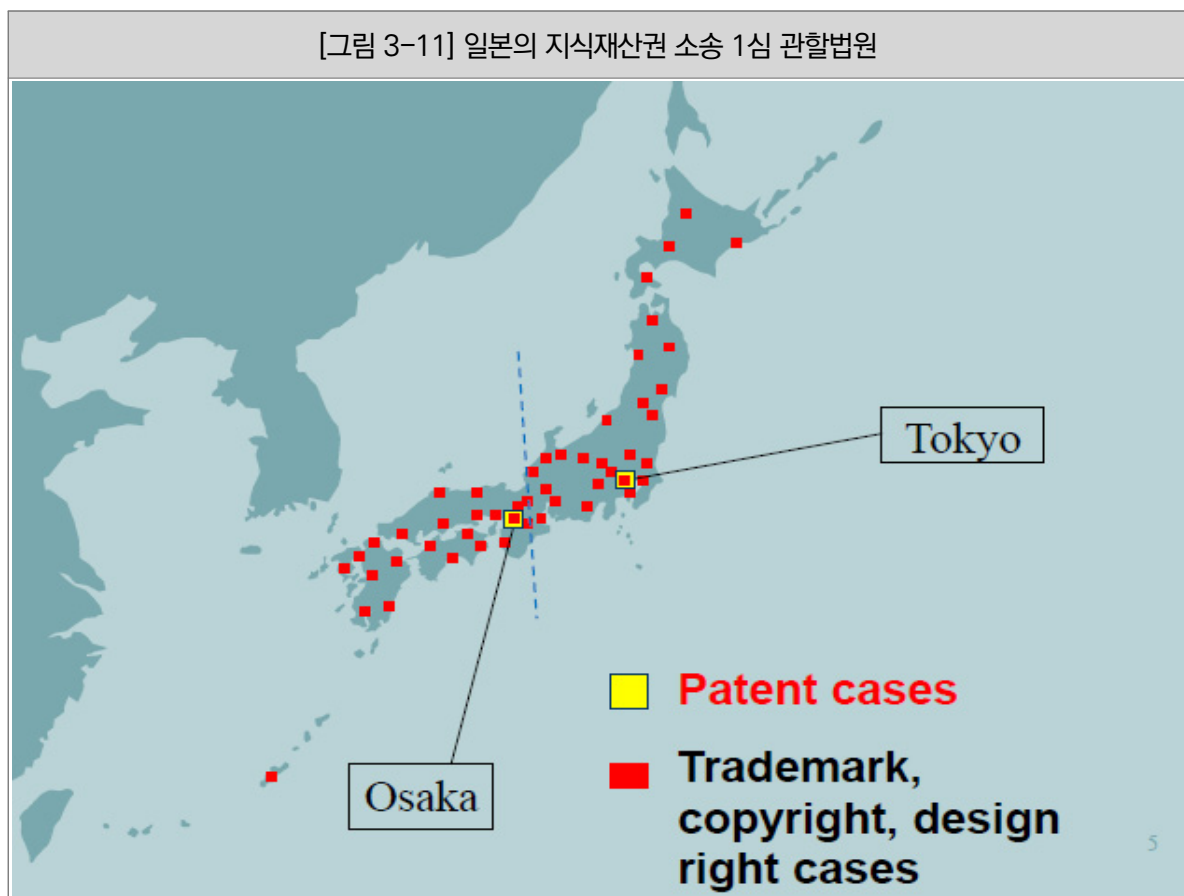 [그림 3-11] 일본의 지식재산권 소송 1심 관할법원
Tokyo
Osaka
Patent cases
Trademark,
copyright, design
right cases
5